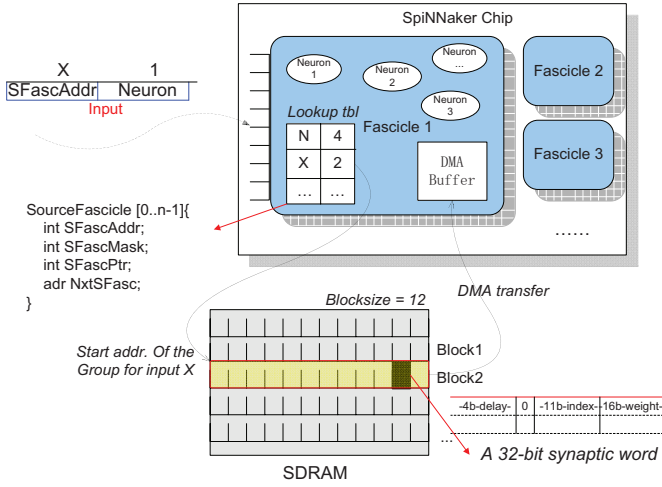 SpiNNaker Chip
X 1
SFascAddr Neuron
Input
Neuron
1
Neuron
2
Neuron
...
Neuron
3
Lookup tbl
Fascicle 1
N 4
X 2
... ...
DMA
Buffer
Fascicle 2
Fascicle 3
......
SourceFascicle [0..n-1]{
int SFascAddr;
int SFascMask;
int SFascPtr;
adr NxtSFasc;
}
Blocksize = 12
DMA transfer
Start addr. Of the
Group for input X
Block1
Block2
...
-4b-delay- 0 -11b-index- -16b-weight-
A 32-bit synaptic word
SDRAM